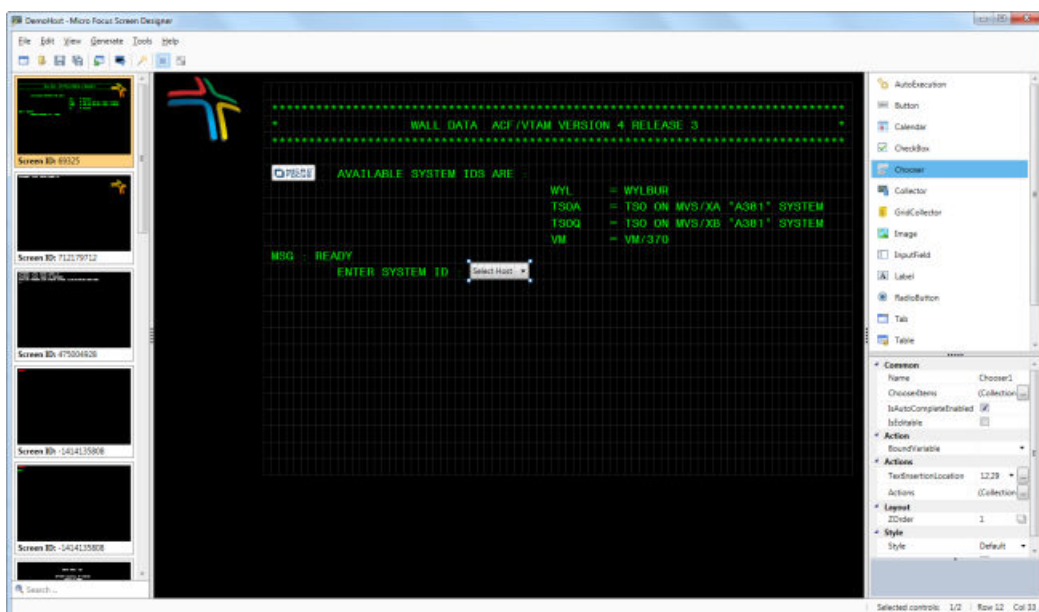 DemoHost - Micro Focus Screen Designer
File Edit View Generate Tools Help
Screen ID: 69325
Screen ID: 712179712
Screen ID: 475004928
Screen ID: -1414135808
Screen ID: -1414135808
Search...
******************************************************************************
* WALL DATA ACF/VTAM VERSION 4 RELEASE 3 *
******************************************************************************
: AVAILABLE SYSTEM IDS ARE :
WYL = WYLBUR
TSOA = TSO ON MVS/XA "A381" SYSTEM
TSOQ = TSO ON MVS/XB "A381" SYSTEM
VM = VM/370
MSG : READY
ENTER SYSTEM ID : Select Host
AutoExecution
Button
Calendar
CheckBox
Chooser
Collector
GridCollector
Image
InputField
Label
RadioButton
Tab
Table
Common
Name Chooser1
ChooserItems (Collection ...
IsAutoCompleteEnabled
IsEditable
Action
BoundVariable
Actions
TextInsertionLocation 12,29 ...
Actions (Collection ...
Layout
ZOrder 1
Style
Style Default
Selected controls: 1/2 Row 12 Col 33